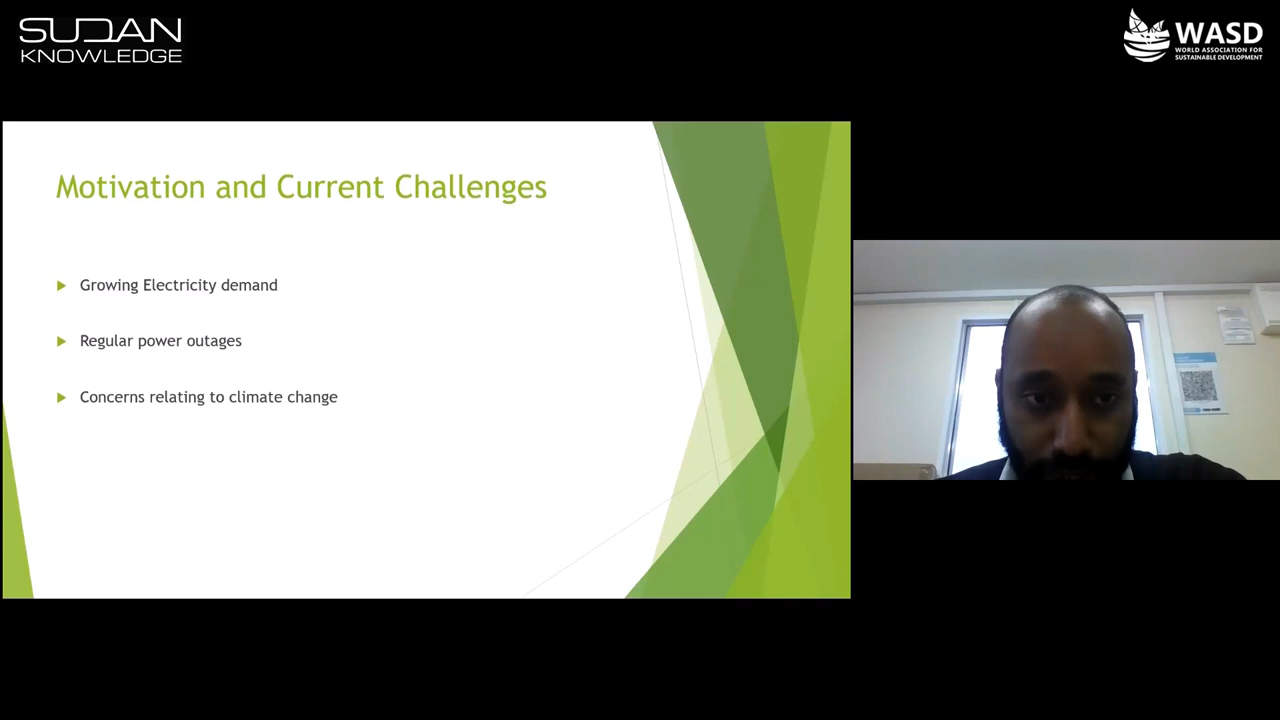 SUDAN
KNOWLEDGE
WASD
WORLD ASSOCIATION FOR
SUSTAINABLE DEVELOPMENT
Motivation and Current Challenges
Growing Electricity demand
Regular power outages
Concerns relating to climate change